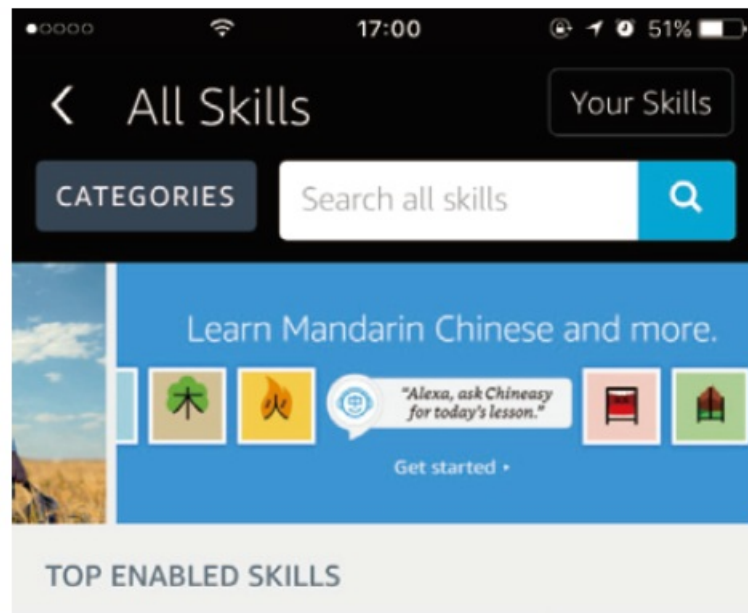 17:00
51%
All Skills
Your Skills
CATEGORIES
Search all skills
Learn Mandarin Chinese and more.
木
火
"Alexa, ask Chineasy
for today's lesson."
Get started
TOP ENABLED SKILLS